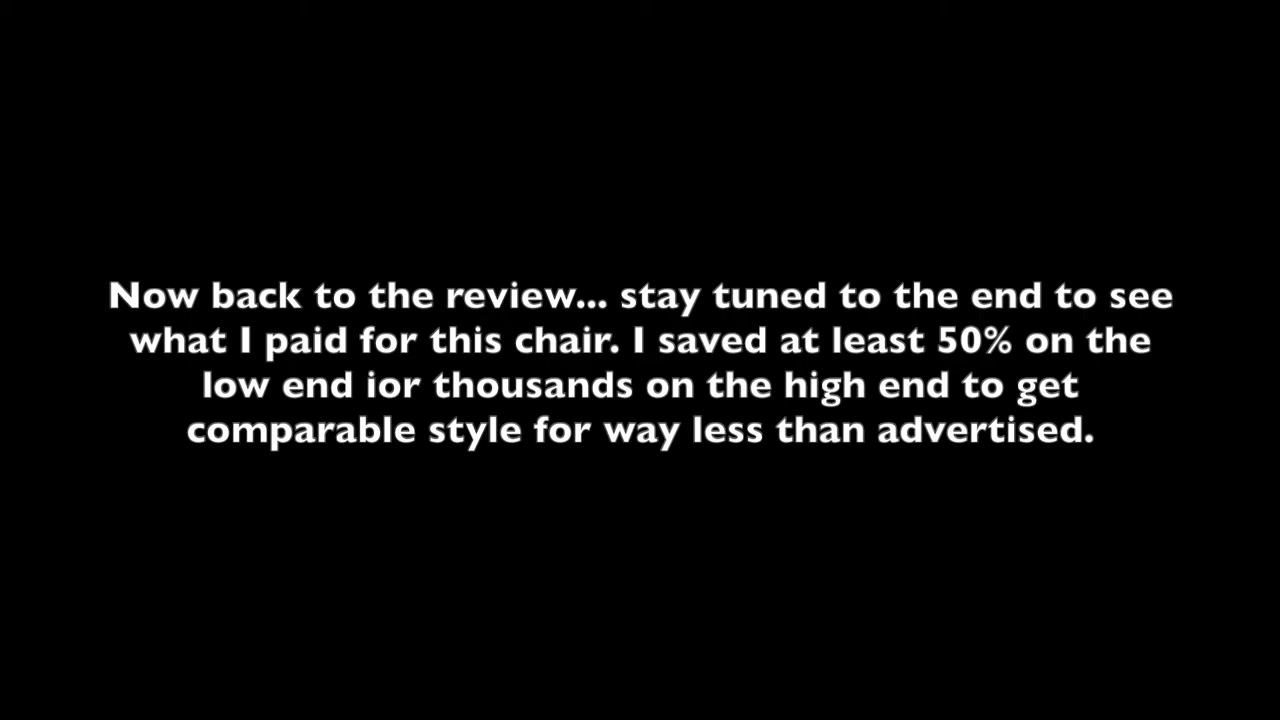 Now back to the review... stay tuned to the end to see
what I paid for this chair. I saved at least 50% on the
low end ior thousands on the high end to get
comparable style for way less than advertised.